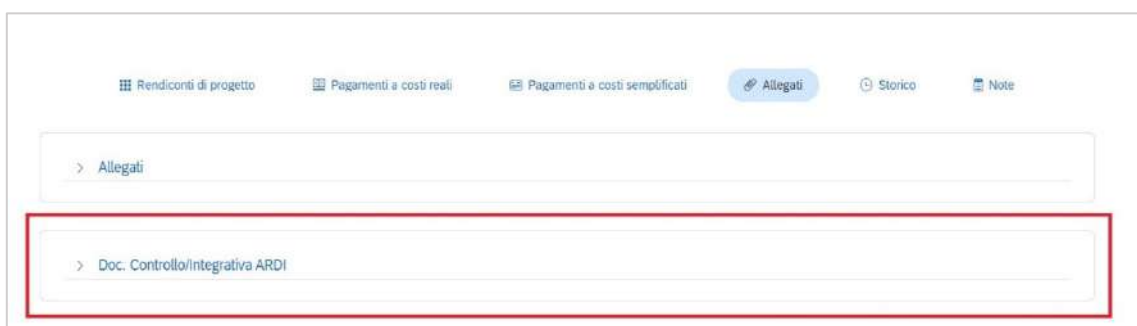 Rendiconti di progetto Pagamenti a costi reali Pagamenti a costi semplificati Allegati Storico Note
Allegati
Doc. Controllo/Integrativa ARDI